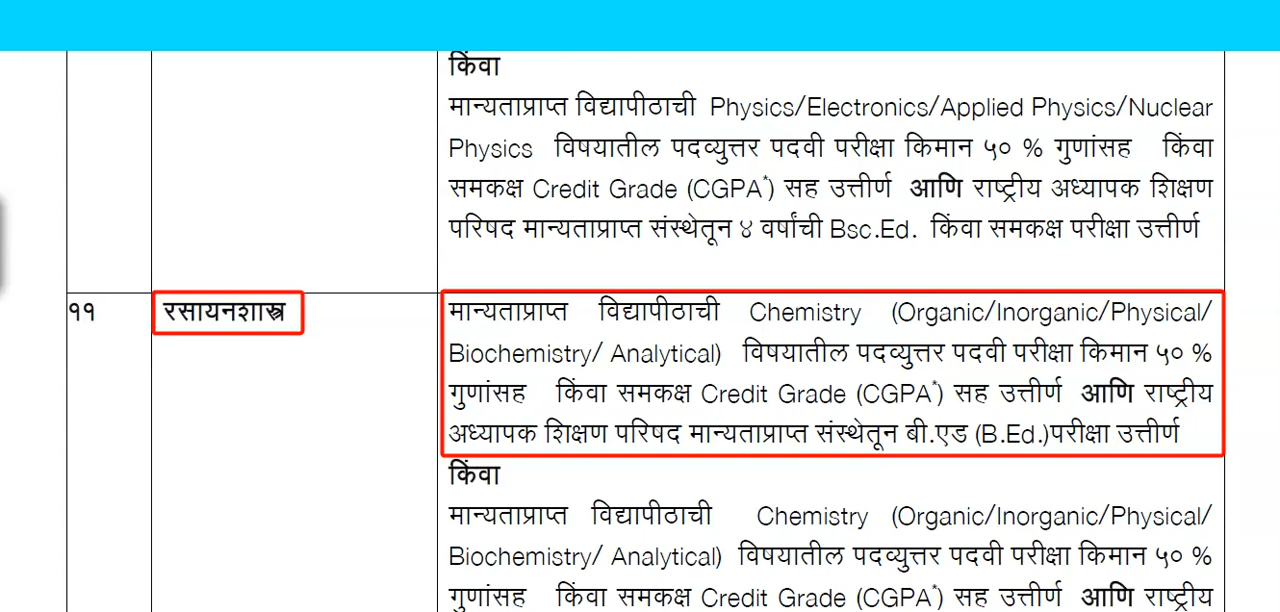 किंवा
मान्यताप्राप्त विद्यापीठाची Physics/Electronics/Applied Physics/Nuclear
Physics विषयातील पदव्युत्तर पदवी परीक्षा किमान ५० % गुणांसह किंवा
समकक्ष Credit Grade (CGPA*) सह उत्तीर्ण आणि राष्ट्रीय अध्यापक शिक्षण
परिषद मान्यताप्राप्त संस्थेतून ४ वर्षांची Bsc.Ed. किंवा समकक्ष परीक्षा उत्तीर्ण
११ रसायनशास्त्र मान्यताप्राप्त विद्यापीठाची Chemistry (Organic/Inorganic/Physical/
Biochemistry/ Analytical) विषयातील पदव्युत्तर पदवी परीक्षा किमान ५० %
गुणांसह किंवा समकक्ष Credit Grade (CGPA*) सह उत्तीर्ण आणि राष्ट्रीय
अध्यापक शिक्षण परिषद मान्यताप्राप्त संस्थेतून बी.एड (B.Ed.)परीक्षा उत्तीर्ण
किंवा
मान्यताप्राप्त विद्यापीठाची Chemistry (Organic/Inorganic/Physical/
Biochemistry/ Analytical) विषयातील पदव्युत्तर पदवी परीक्षा किमान ५० %
गुणांसह किंवा समकक्ष Credit Grade (CGPA*) सह उत्तीर्ण आणि राष्ट्रीय